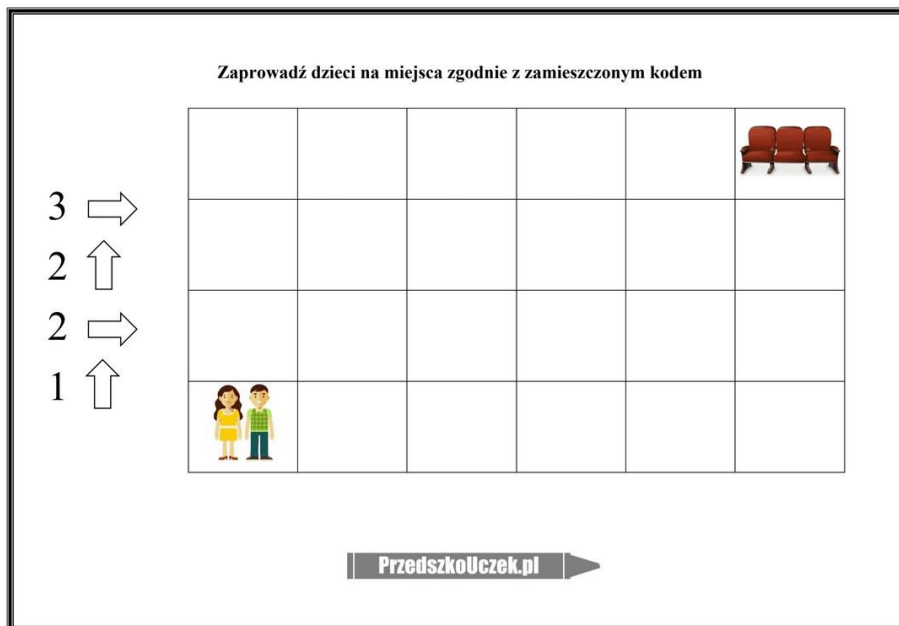 Zaprowadź dzieci na miejsca zgodnie z zamieszczonym kodem
3
2
2
1
PrzedszkoUczek.pl